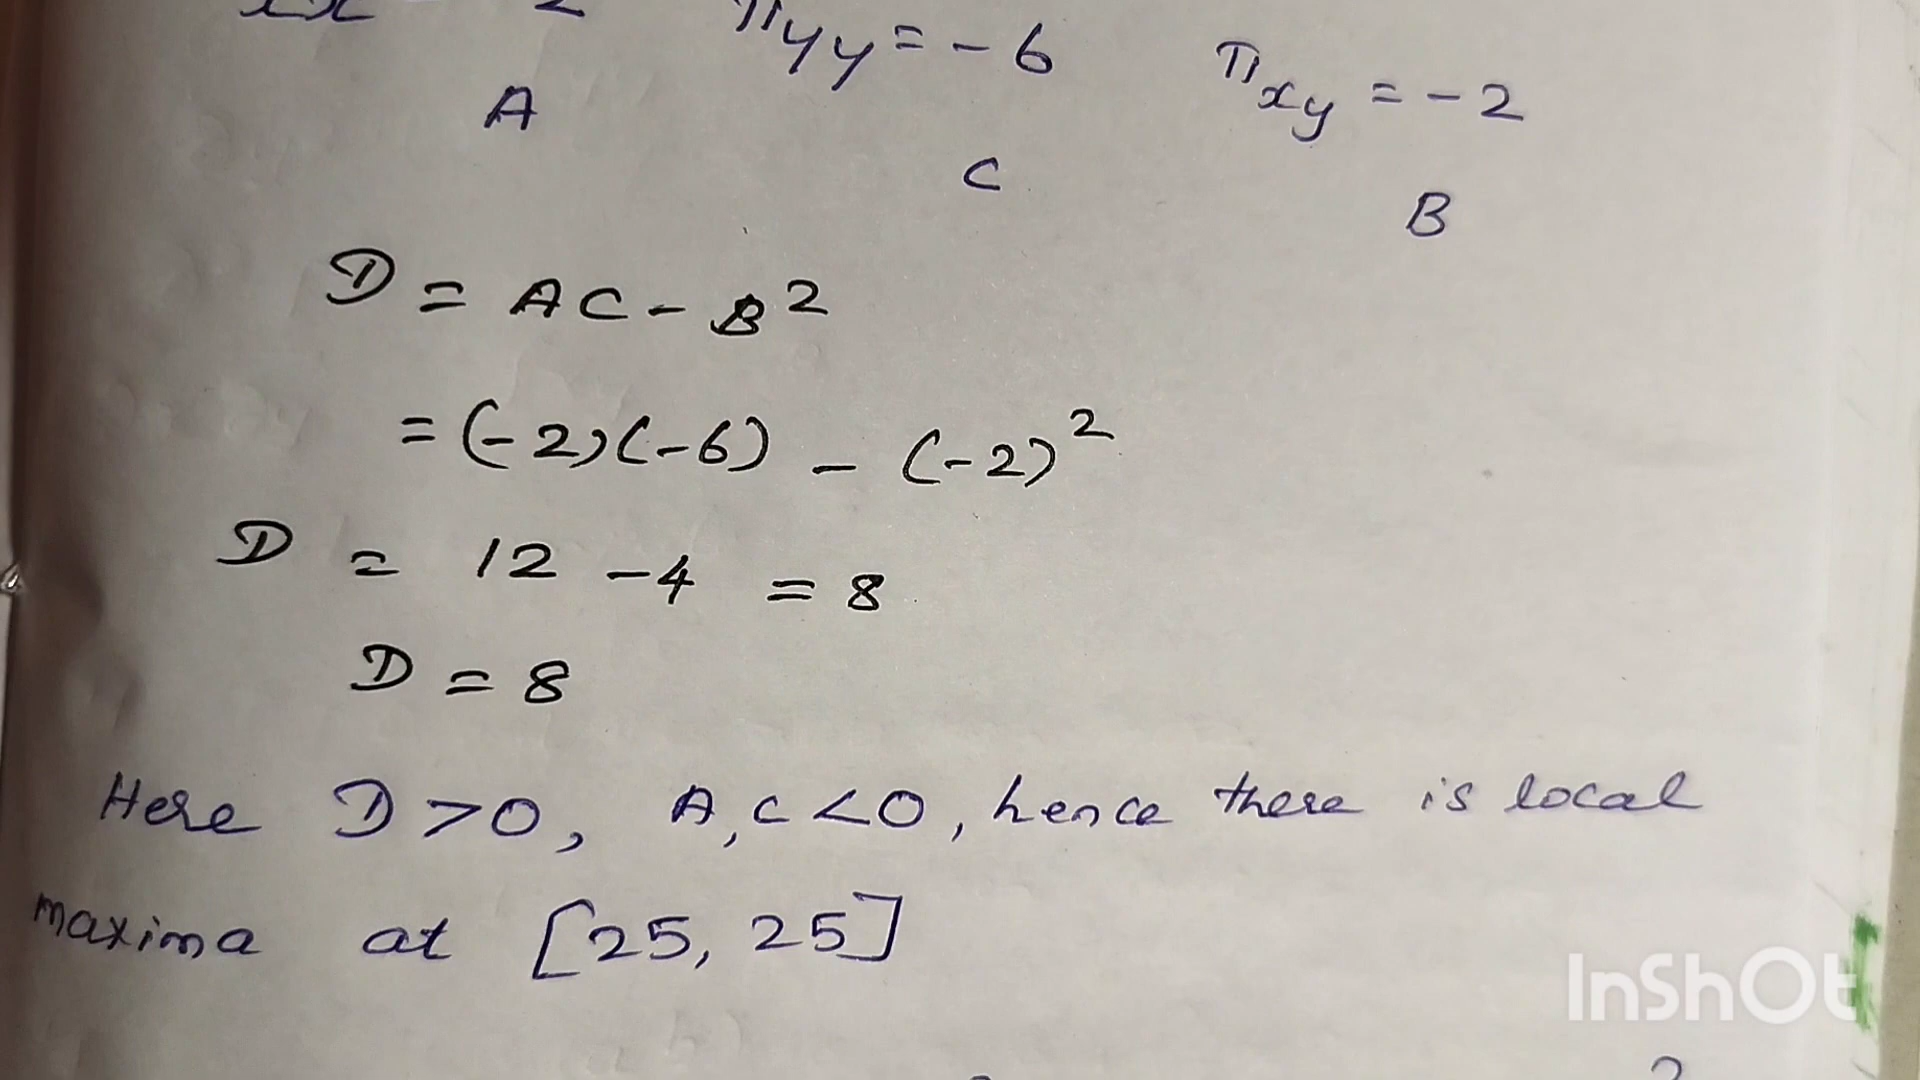 πyy = - 6 πxy = - 2
A C B
D = AC - B²
= (-2)(-6) - (-2)²
D = 12 - 4 = 8
D = 8
Here D > 0, A, C < 0, hence there is local
maxima at [25, 25]
InShOt